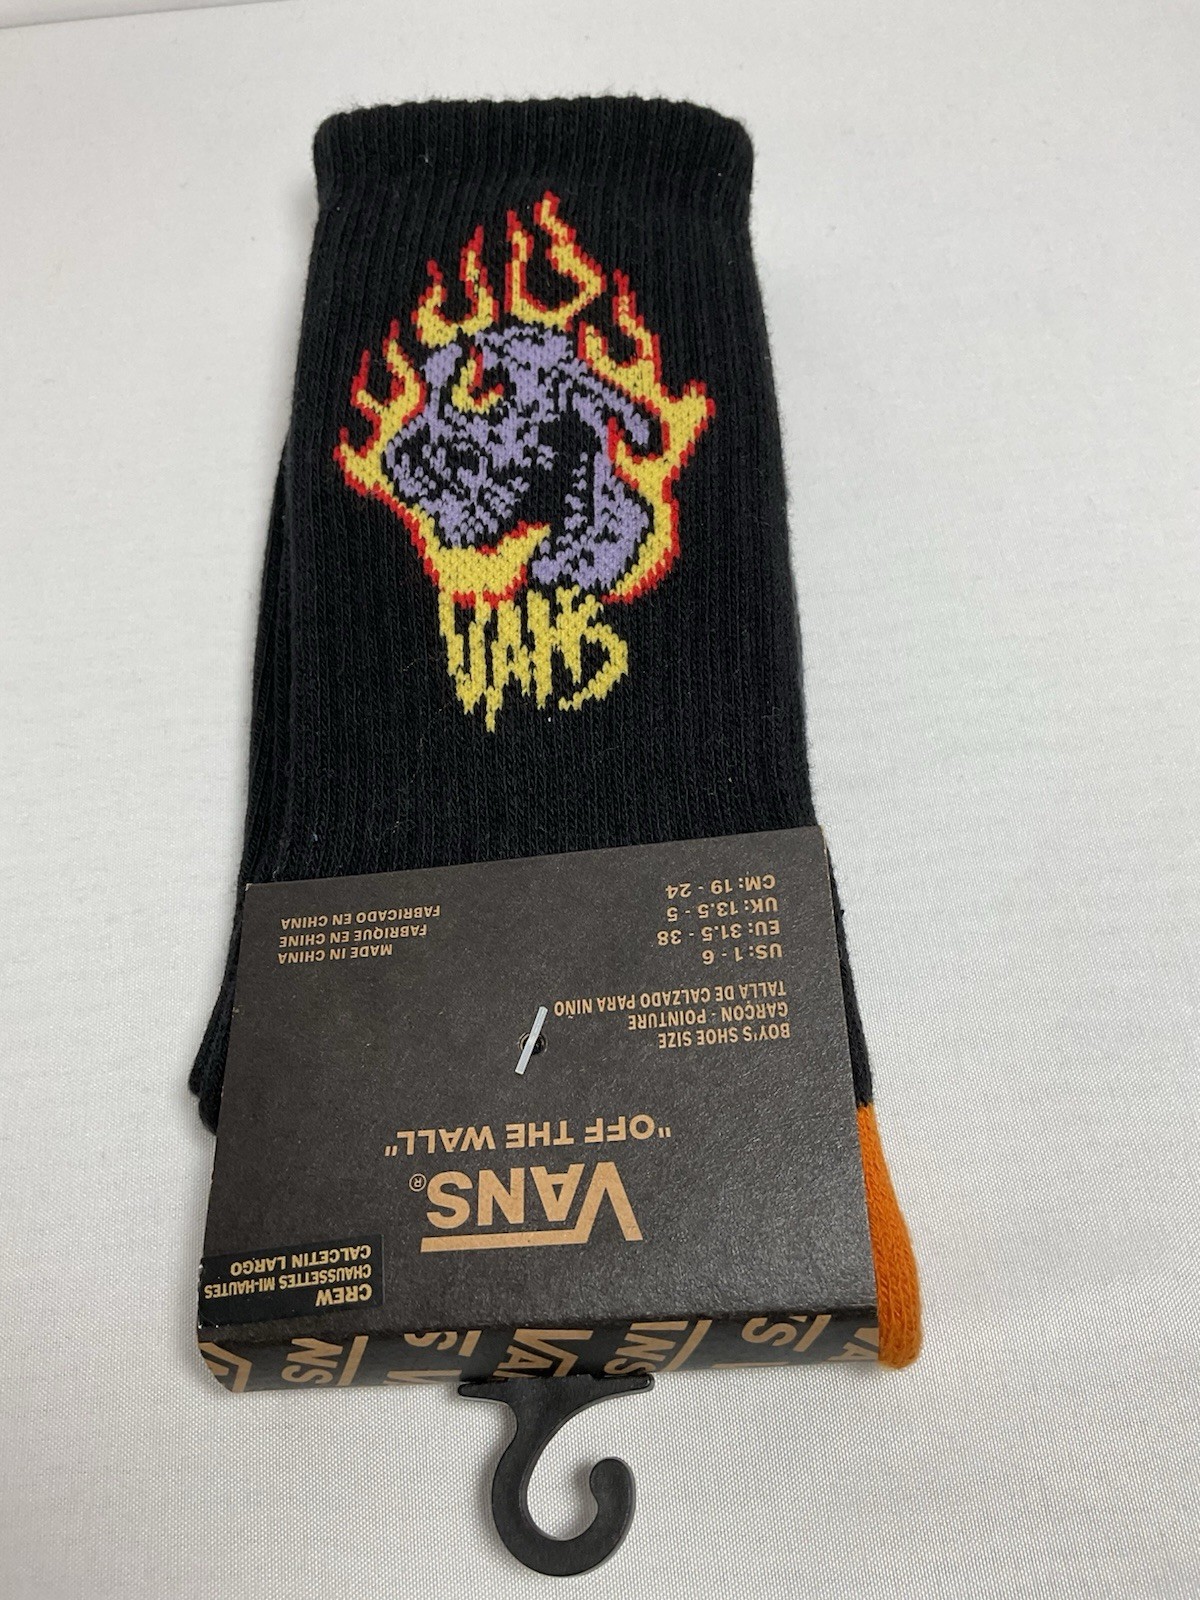 VANS
CREW
CHAUSSETTES MI-HAUTES
CALCETIN LARGO
VANS®
"OFF THE WALL"
BOY'S SHOE SIZE
GARÇON - POINTURE
TALLA DE CALZADO PARA NIÑO
US: 1 - 6
EU: 31.5 - 38
UK: 13.5 - 5
CM: 19 - 24
MADE IN CHINA
FABRIQUE EN CHINE
FABRICADO EN CHINA